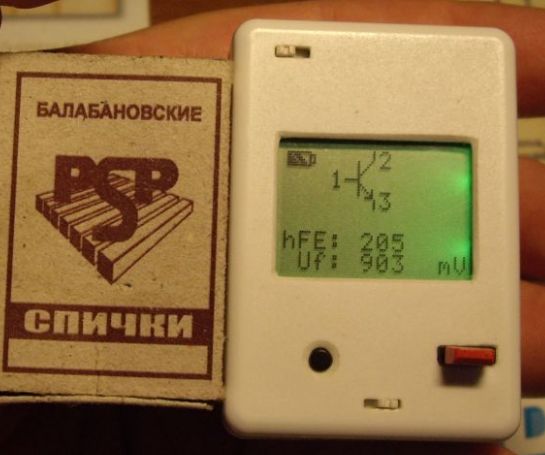 БАЛАБАНОВСКИЕ
PSP
СПИЧКИ
2
1
3
hFE: 205
Uf: 903 mV